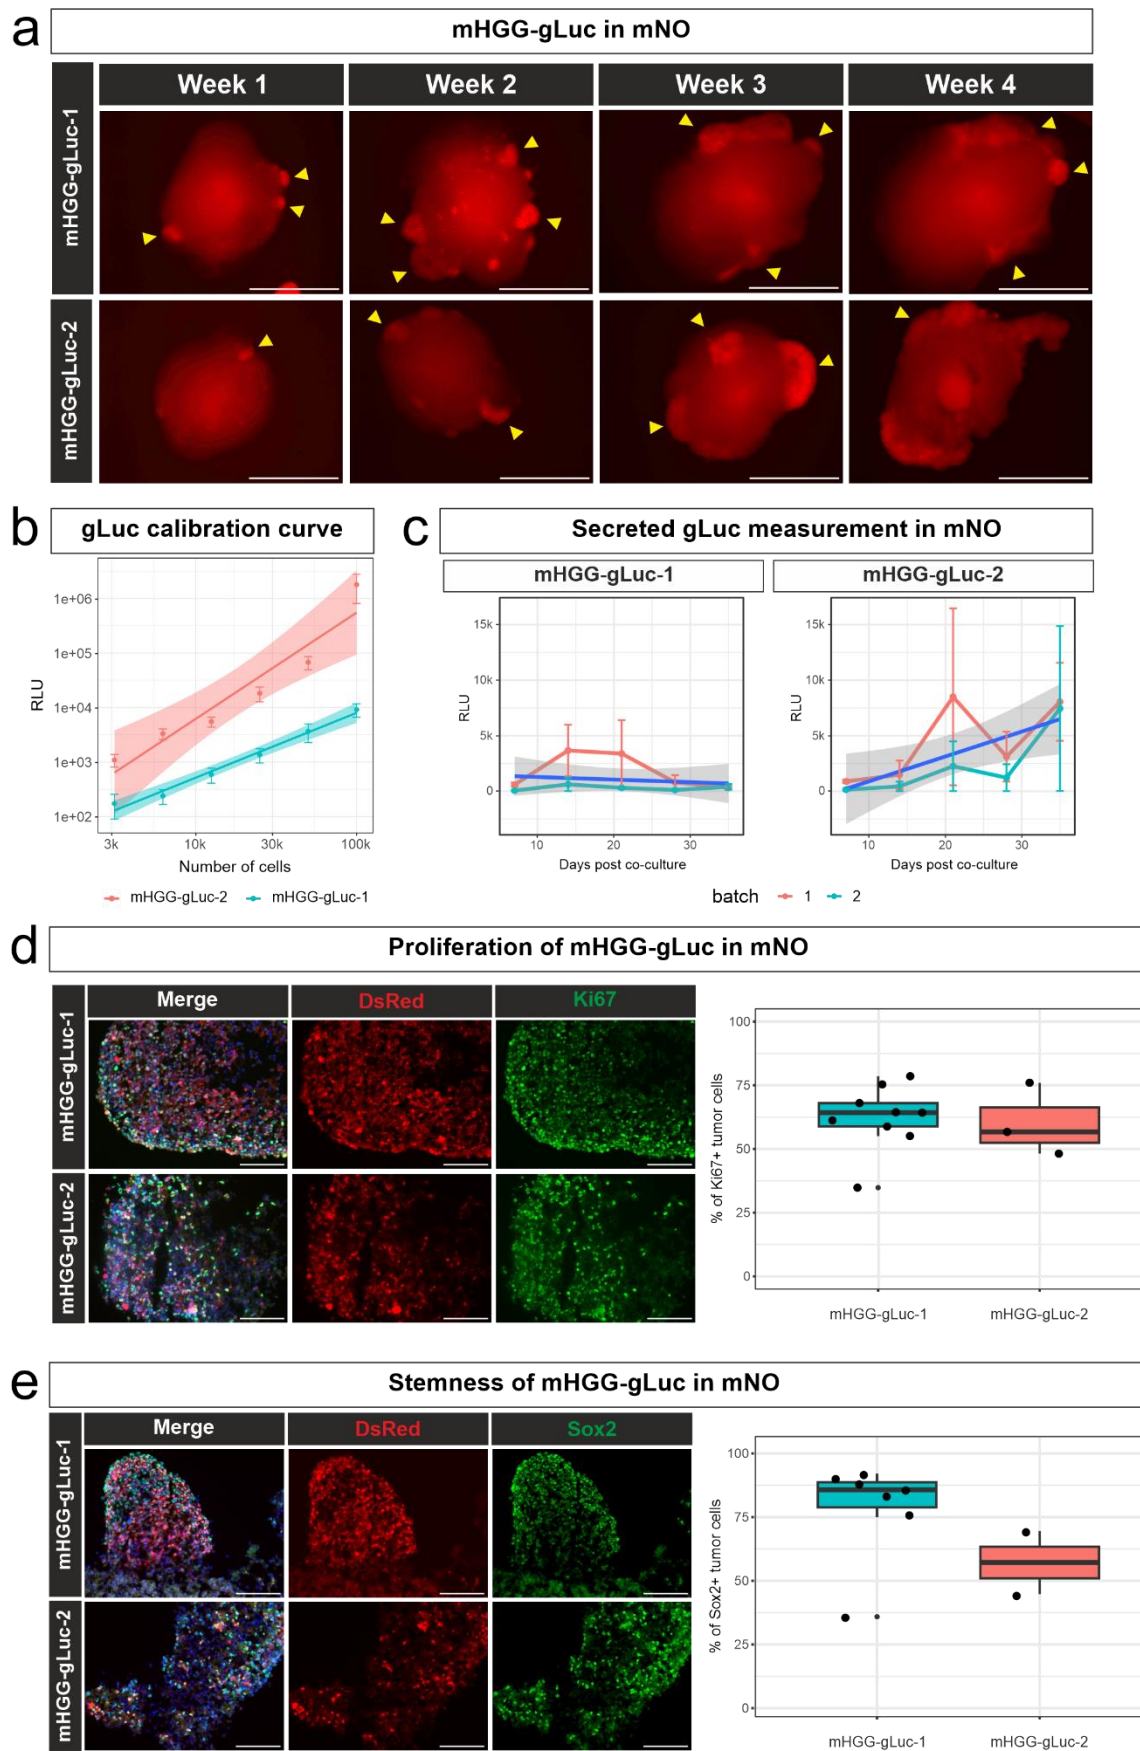 a
mHGG-gLuc in mNO
Week 1
Week 2
Week 3
Week 4
mHGG-gLuc-1
mHGG-gLuc-2
b
gLuc calibration curve
1e+06
1e+05
1e+04
1e+03
1e+02
RLU
3k
10k
30k
100k
Number of cells
mHGG-gLuc-2
mHGG-gLuc-1
c
Secreted gLuc measurement in mNO
mHGG-gLuc-1
mHGG-gLuc-2
15k
10k
5k
0
RLU
10
20
30
Days post co-culture
15k
10k
5k
0
RLU
10
20
30
Days post co-culture
batch
1
2
d
Proliferation of mHGG-gLuc in mNO
Merge
DsRed
Ki67
mHGG-gLuc-1
mHGG-gLuc-2
% of Ki67+ tumor cells
100
75
50
25
0
mHGG-gLuc-1
mHGG-gLuc-2
e
Stemness of mHGG-gLuc in mNO
Merge
DsRed
Sox2
mHGG-gLuc-1
mHGG-gLuc-2
% of Sox2+ tumor cells
100
75
50
25
0
mHGG-gLuc-1
mHGG-gLuc-2